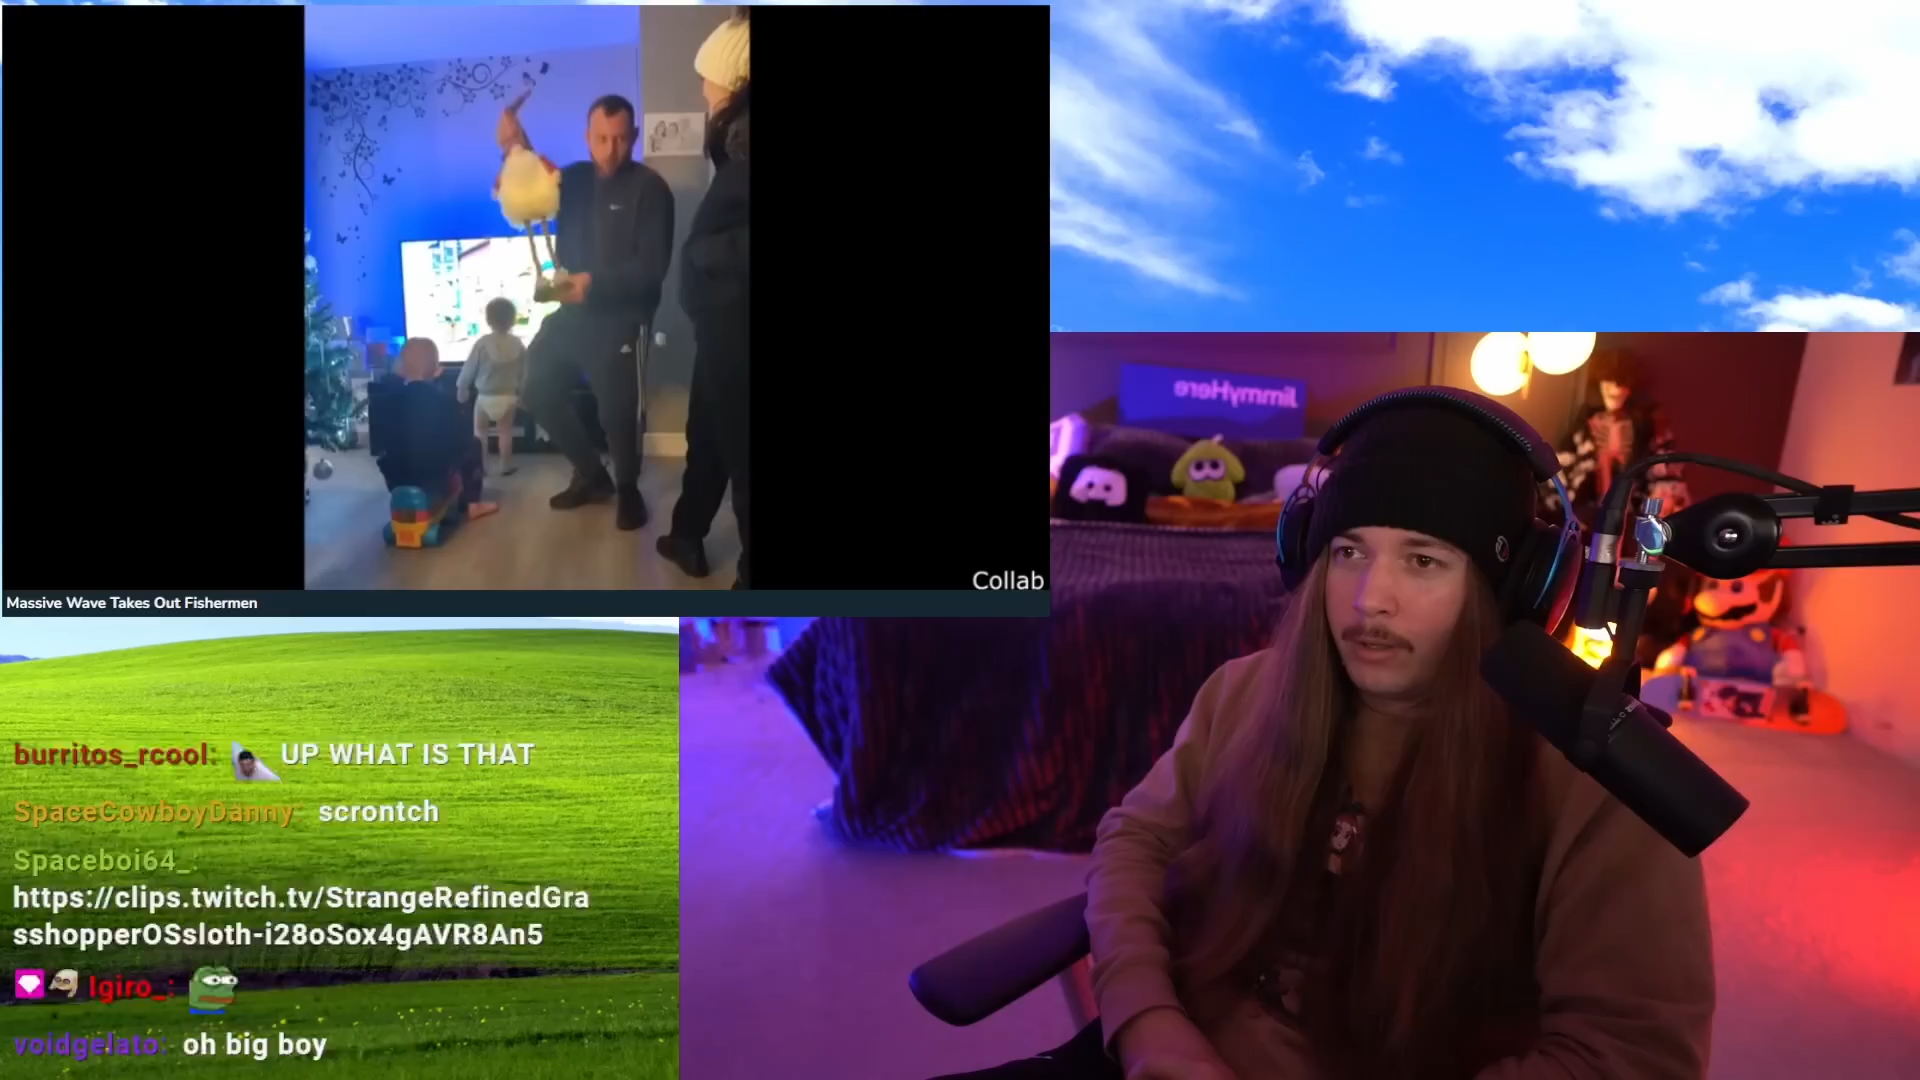 Collab
Massive Wave Takes Out Fishermen
JimmyHere
burritos_rcool: UP WHAT IS THAT
SpaceCowboyDanny: scrontch
Spaceboi64_:
https://clips.twitch.tv/StrangeRefinedGra
sshopperOSsloth-i28oSox4gAVR8An5
lgiro_:
voidgelato: oh big boy